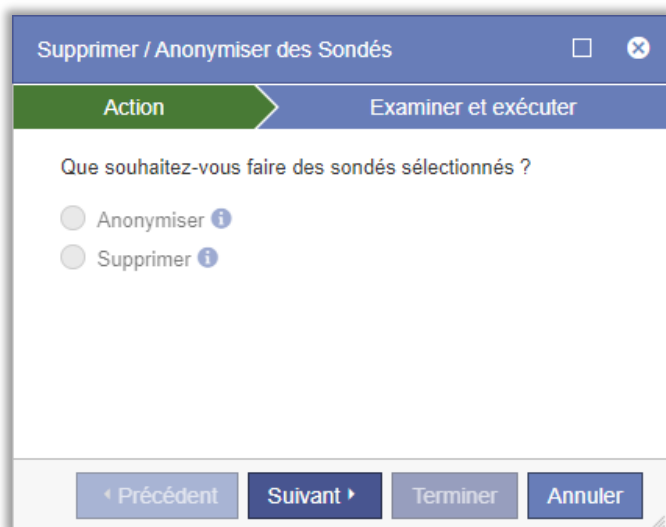 Supprimer / Anonymiser des Sondés
Action
Examiner et exécuter
Que souhaitez-vous faire des sondés sélectionnés ?
Anonymiser
Supprimer
Précédent
Suivant
Terminer
Annuler